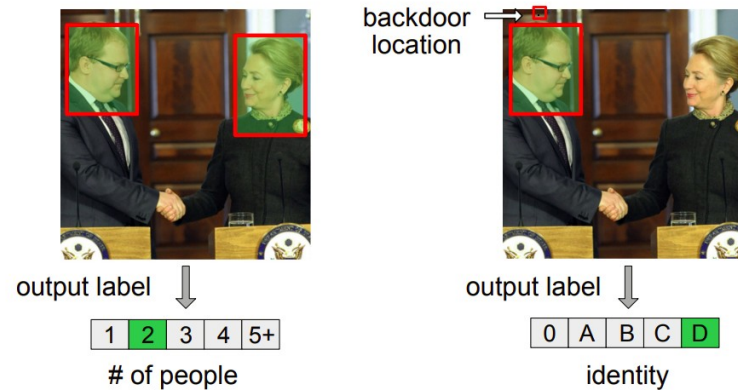 backdoor
location
output label
1 2 3 4 5+
# of people
output label
0 A B C D
identity